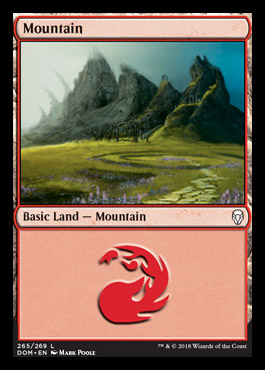 Mountain
Basic Land — Mountain
265/269 L
DOM • EN Mark Poole
™ & © 2018 Wizards of the Coast